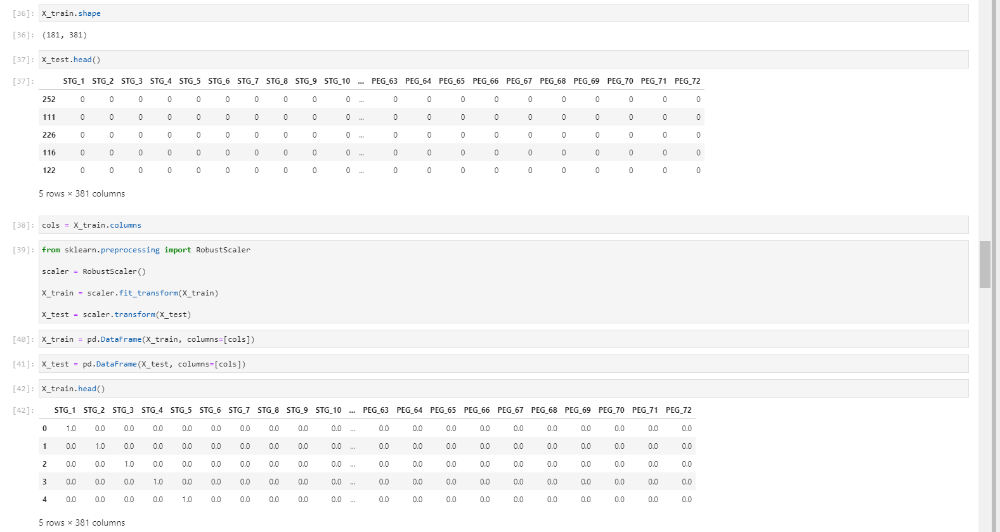 [36]: X_train.shape
[36]: (181, 381)
[37]: X_test.head()
[37]: STG_1 STG_2 STG_3 STG_4 STG_5 STG_6 STG_7 STG_8 STG_9 STG_10 ... PEG_63 PEG_64 PEG_65 PEG_66 PEG_67 PEG_68 PEG_69 PEG_70 PEG_71 PEG_72
252 0 0 0 0 0 0 0 0 0 0 ... 0 0 0 0 0 0 0 0 0 0
111 0 0 0 0 0 0 0 0 0 0 ... 0 0 0 0 0 0 0 0 0 0
226 0 0 0 0 0 0 0 0 0 0 ... 0 0 0 0 0 0 0 0 0 0
116 0 0 0 0 0 0 0 0 0 0 ... 0 0 0 0 0 0 0 0 0 0
122 0 0 0 0 0 0 0 0 0 0 ... 0 0 0 0 0 0 0 0 0 0
5 rows × 381 columns
[38]: cols = X_train.columns
[39]: from sklearn.preprocessing import RobustScaler
scaler = RobustScaler()
X_train = scaler.fit_transform(X_train)
X_test = scaler.transform(X_test)
[40]: X_train = pd.DataFrame(X_train, columns=[cols])
[41]: X_test = pd.DataFrame(X_test, columns=[cols])
[42]: X_train.head()
[42]: STG_1 STG_2 STG_3 STG_4 STG_5 STG_6 STG_7 STG_8 STG_9 STG_10 ... PEG_63 PEG_64 PEG_65 PEG_66 PEG_67 PEG_68 PEG_69 PEG_70 PEG_71 PEG_72
0 1.0 0.0 0.0 0.0 0.0 0.0 0.0 0.0 0.0 0.0 ... 0.0 0.0 0.0 0.0 0.0 0.0 0.0 0.0 0.0 0.0
1 0.0 1.0 0.0 0.0 0.0 0.0 0.0 0.0 0.0 0.0 ... 0.0 0.0 0.0 0.0 0.0 0.0 0.0 0.0 0.0 0.0
2 0.0 0.0 1.0 0.0 0.0 0.0 0.0 0.0 0.0 0.0 ... 0.0 0.0 0.0 0.0 0.0 0.0 0.0 0.0 0.0 0.0
3 0.0 0.0 0.0 1.0 0.0 0.0 0.0 0.0 0.0 0.0 ... 0.0 0.0 0.0 0.0 0.0 0.0 0.0 0.0 0.0 0.0
4 0.0 0.0 0.0 0.0 1.0 0.0 0.0 0.0 0.0 0.0 ... 0.0 0.0 0.0 0.0 0.0 0.0 0.0 0.0 0.0 0.0
5 rows × 381 columns